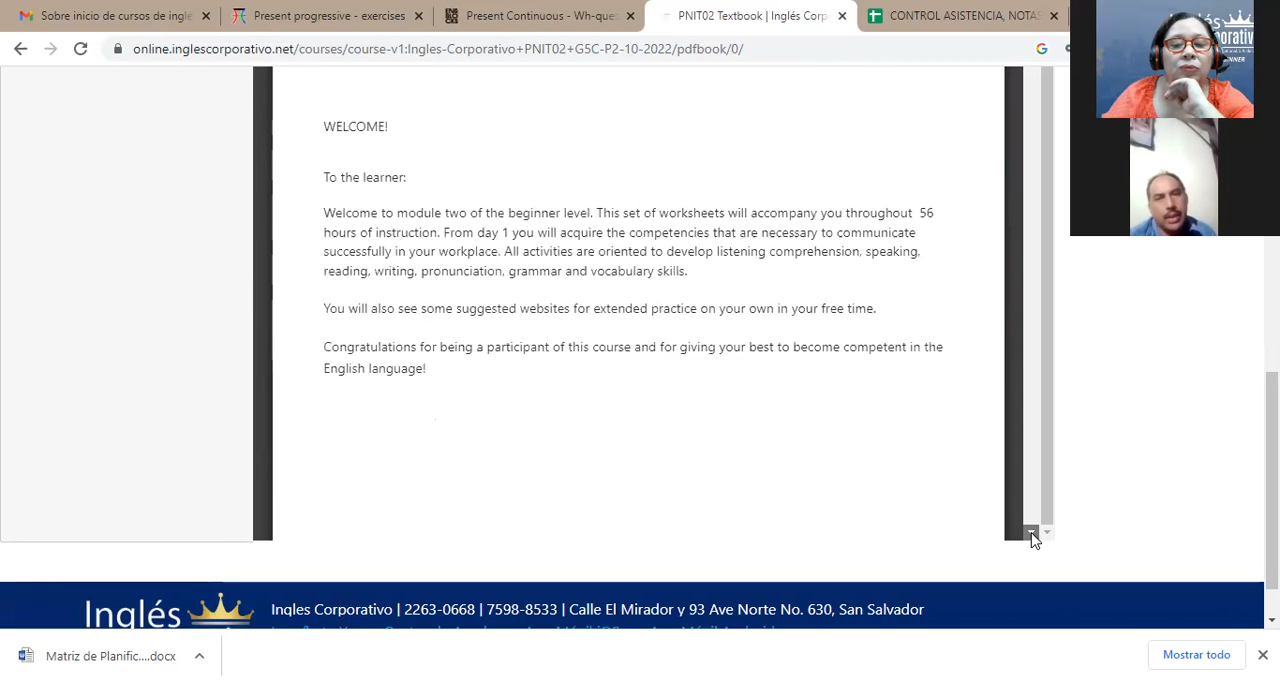 Sobre inicio de cursos de inglé
Present progressive - exercises
Present Continuous - Wh-ques
PNIT02 Textbook | Inglés Corp
CONTROL ASISTENCIA, NOTAS
online.inglescorporativo.net/courses/course-v1:Ingles-Corporativo+PNIT02+G5C-P2-10-2022/pdfbook/0/
WELCOME!
To the learner:
Welcome to module two of the beginner level. This set of worksheets will accompany you throughout 56
hours of instruction. From day 1 you will acquire the competencies that are necessary to communicate
successfully in your workplace. All activities are oriented to develop listening comprehension, speaking,
reading, writing, pronunciation, grammar and vocabulary skills.
You will also see some suggested websites for extended practice on your own in your free time.
Congratulations for being a participant of this course and for giving your best to become competent in the
English language!
Inglés
Ingles Corporativo | 2263-0668 | 7598-8533 | Calle El Mirador y 93 Ave Norte No. 630, San Salvador
Matriz de Planific....docx
Mostrar todo